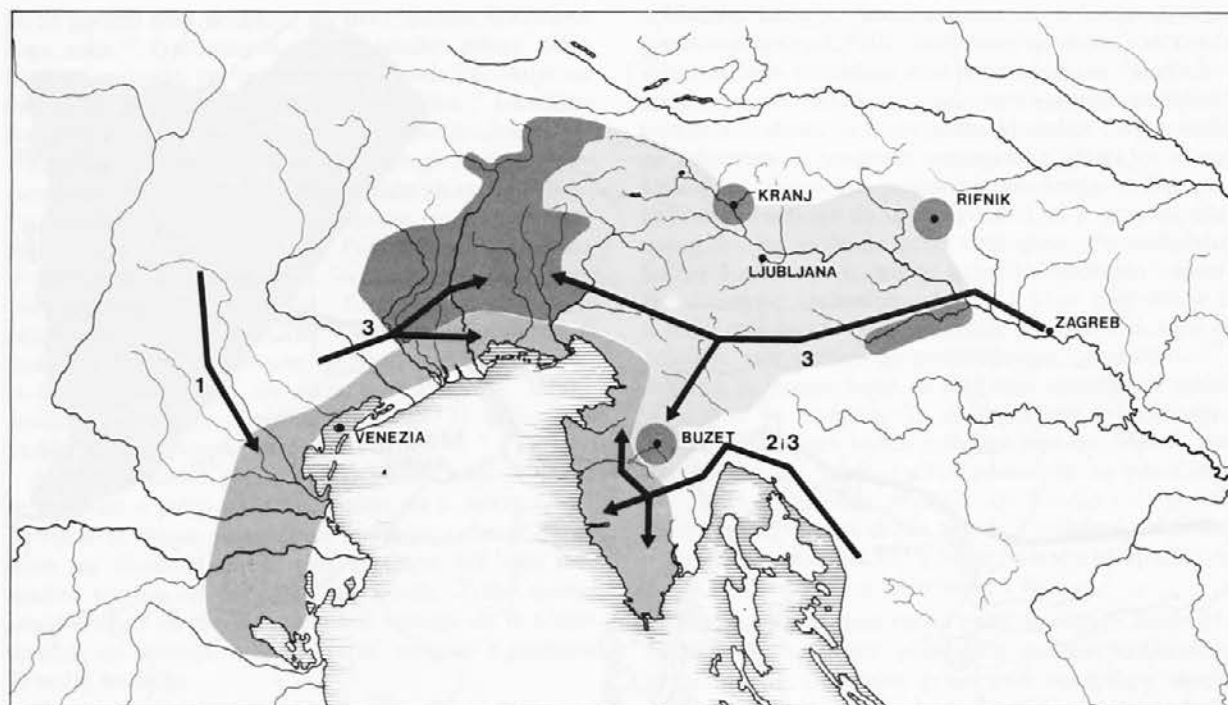 KRANJ
RIFNIK
LJUBLJANA
ZAGREB
3
3
1
VENEZIA
BUZET
2i3